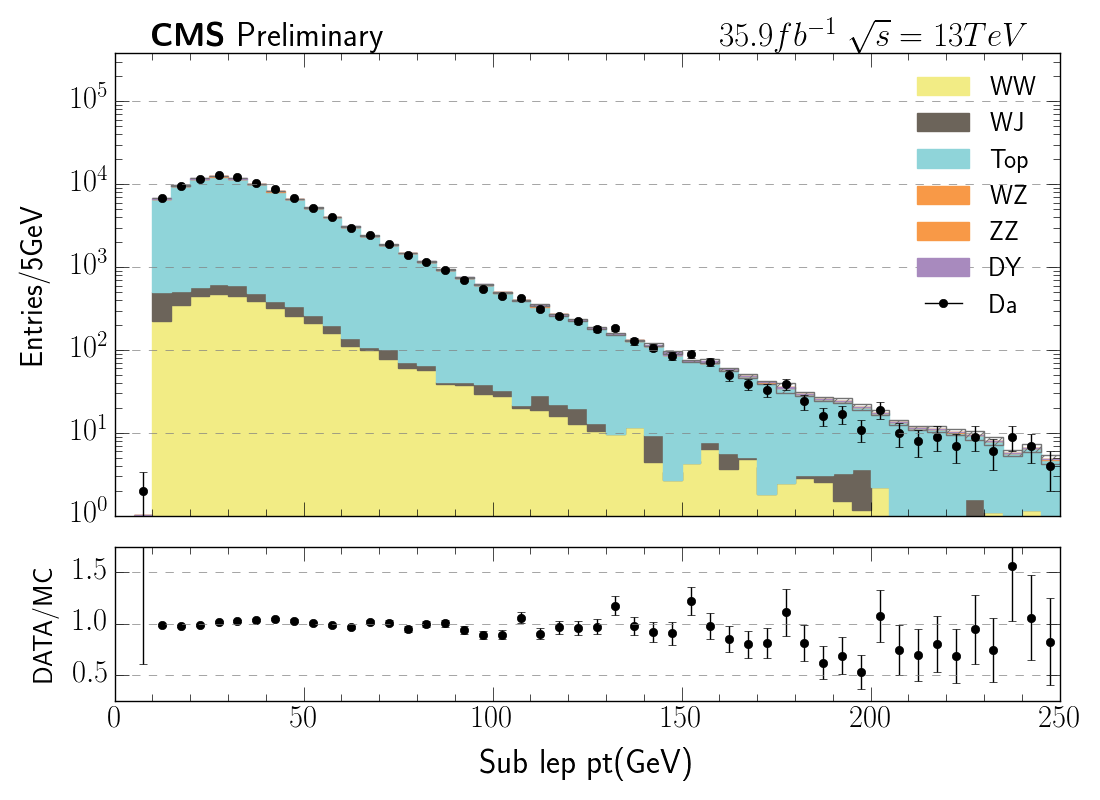 CMS Preliminary 35.9fb⁻¹ √s = 13TeV
Entries/5GeV
10⁵
10⁴
10³
10²
10¹
10⁰
WW
WJ
Top
WZ
ZZ
DY
Da
DATA/MC
1.5
1.0
0.5
0 50 100 150 200 250
Sub lep pt(GeV)